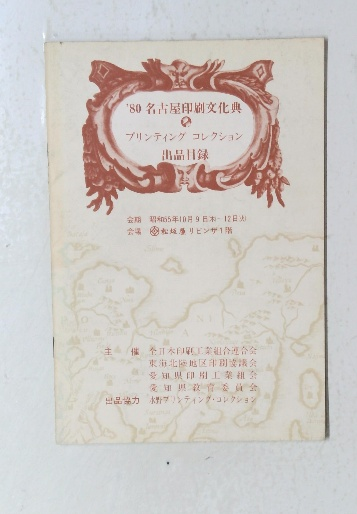 '80 名古屋印刷文化典
プリンティング コレクション
出品目録
会期 昭和55年10月9日(木)-12日(火)
会場 松坂屋リビンザ1階
主催 全日本印刷工業組合連合会
東海北陸地区印刷協議会
愛知県印刷工業組合
愛知県教育委員会
出品協力 水野プリンティング・コレクション